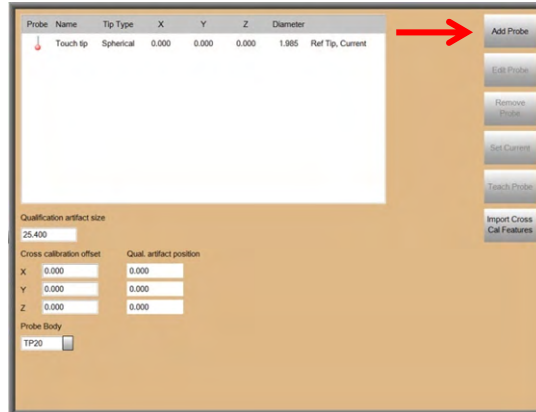 Probe Name Tip Type X Y Z Diameter
Touch tip Spherical 0.000 0.000 0.000 1.985 Ref Tip, Current
Add Probe
Edit Probe
Remove
Probe
Set Current
Teach Probe
Import Cross
Cal Features
Qualification artifact size
25.400
Cross calibration offset Qual. artifact position
X 0.000 0.000
Y 0.000 0.000
Z 0.000 0.000
Probe Body
TP20